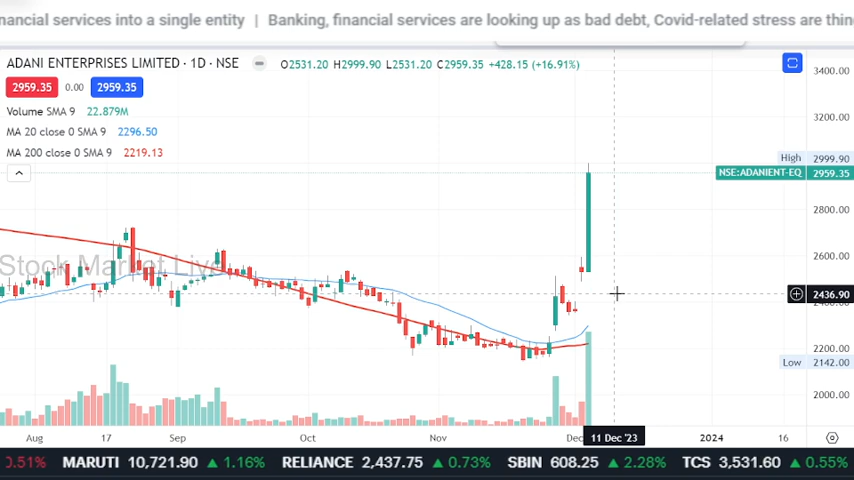 nancial services into a single entity | Banking, financial services are looking up as bad debt, Covid-related stress are thin
ADANI ENTERPRISES LIMITED · 1D · NSE O2531.20 H2999.90 L2531.20 C2959.35 +428.15 (+16.91%)
2959.35 0.00 2959.35
Volume SMA 9 22.879M
MA 20 close 0 SMA 9 2296.50
MA 200 close 0 SMA 9 2219.13
3400.00
3200.00
High 2999.90
NSE:ADANIENT-EQ 2959.35
2800.00
2600.00
Stock Market Live
2436.90
2400.00
2200.00
Low 2142.00
2000.00
Aug 17 Sep Oct Nov Dec 11 Dec '23 2024 16
0.51% MARUTI 10,721.90 ▲ 1.16% RELIANCE 2,437.75 ▲ 0.73% SBIN 608.25 ▲ 2.28% TCS 3,531.60 ▲ 0.55%